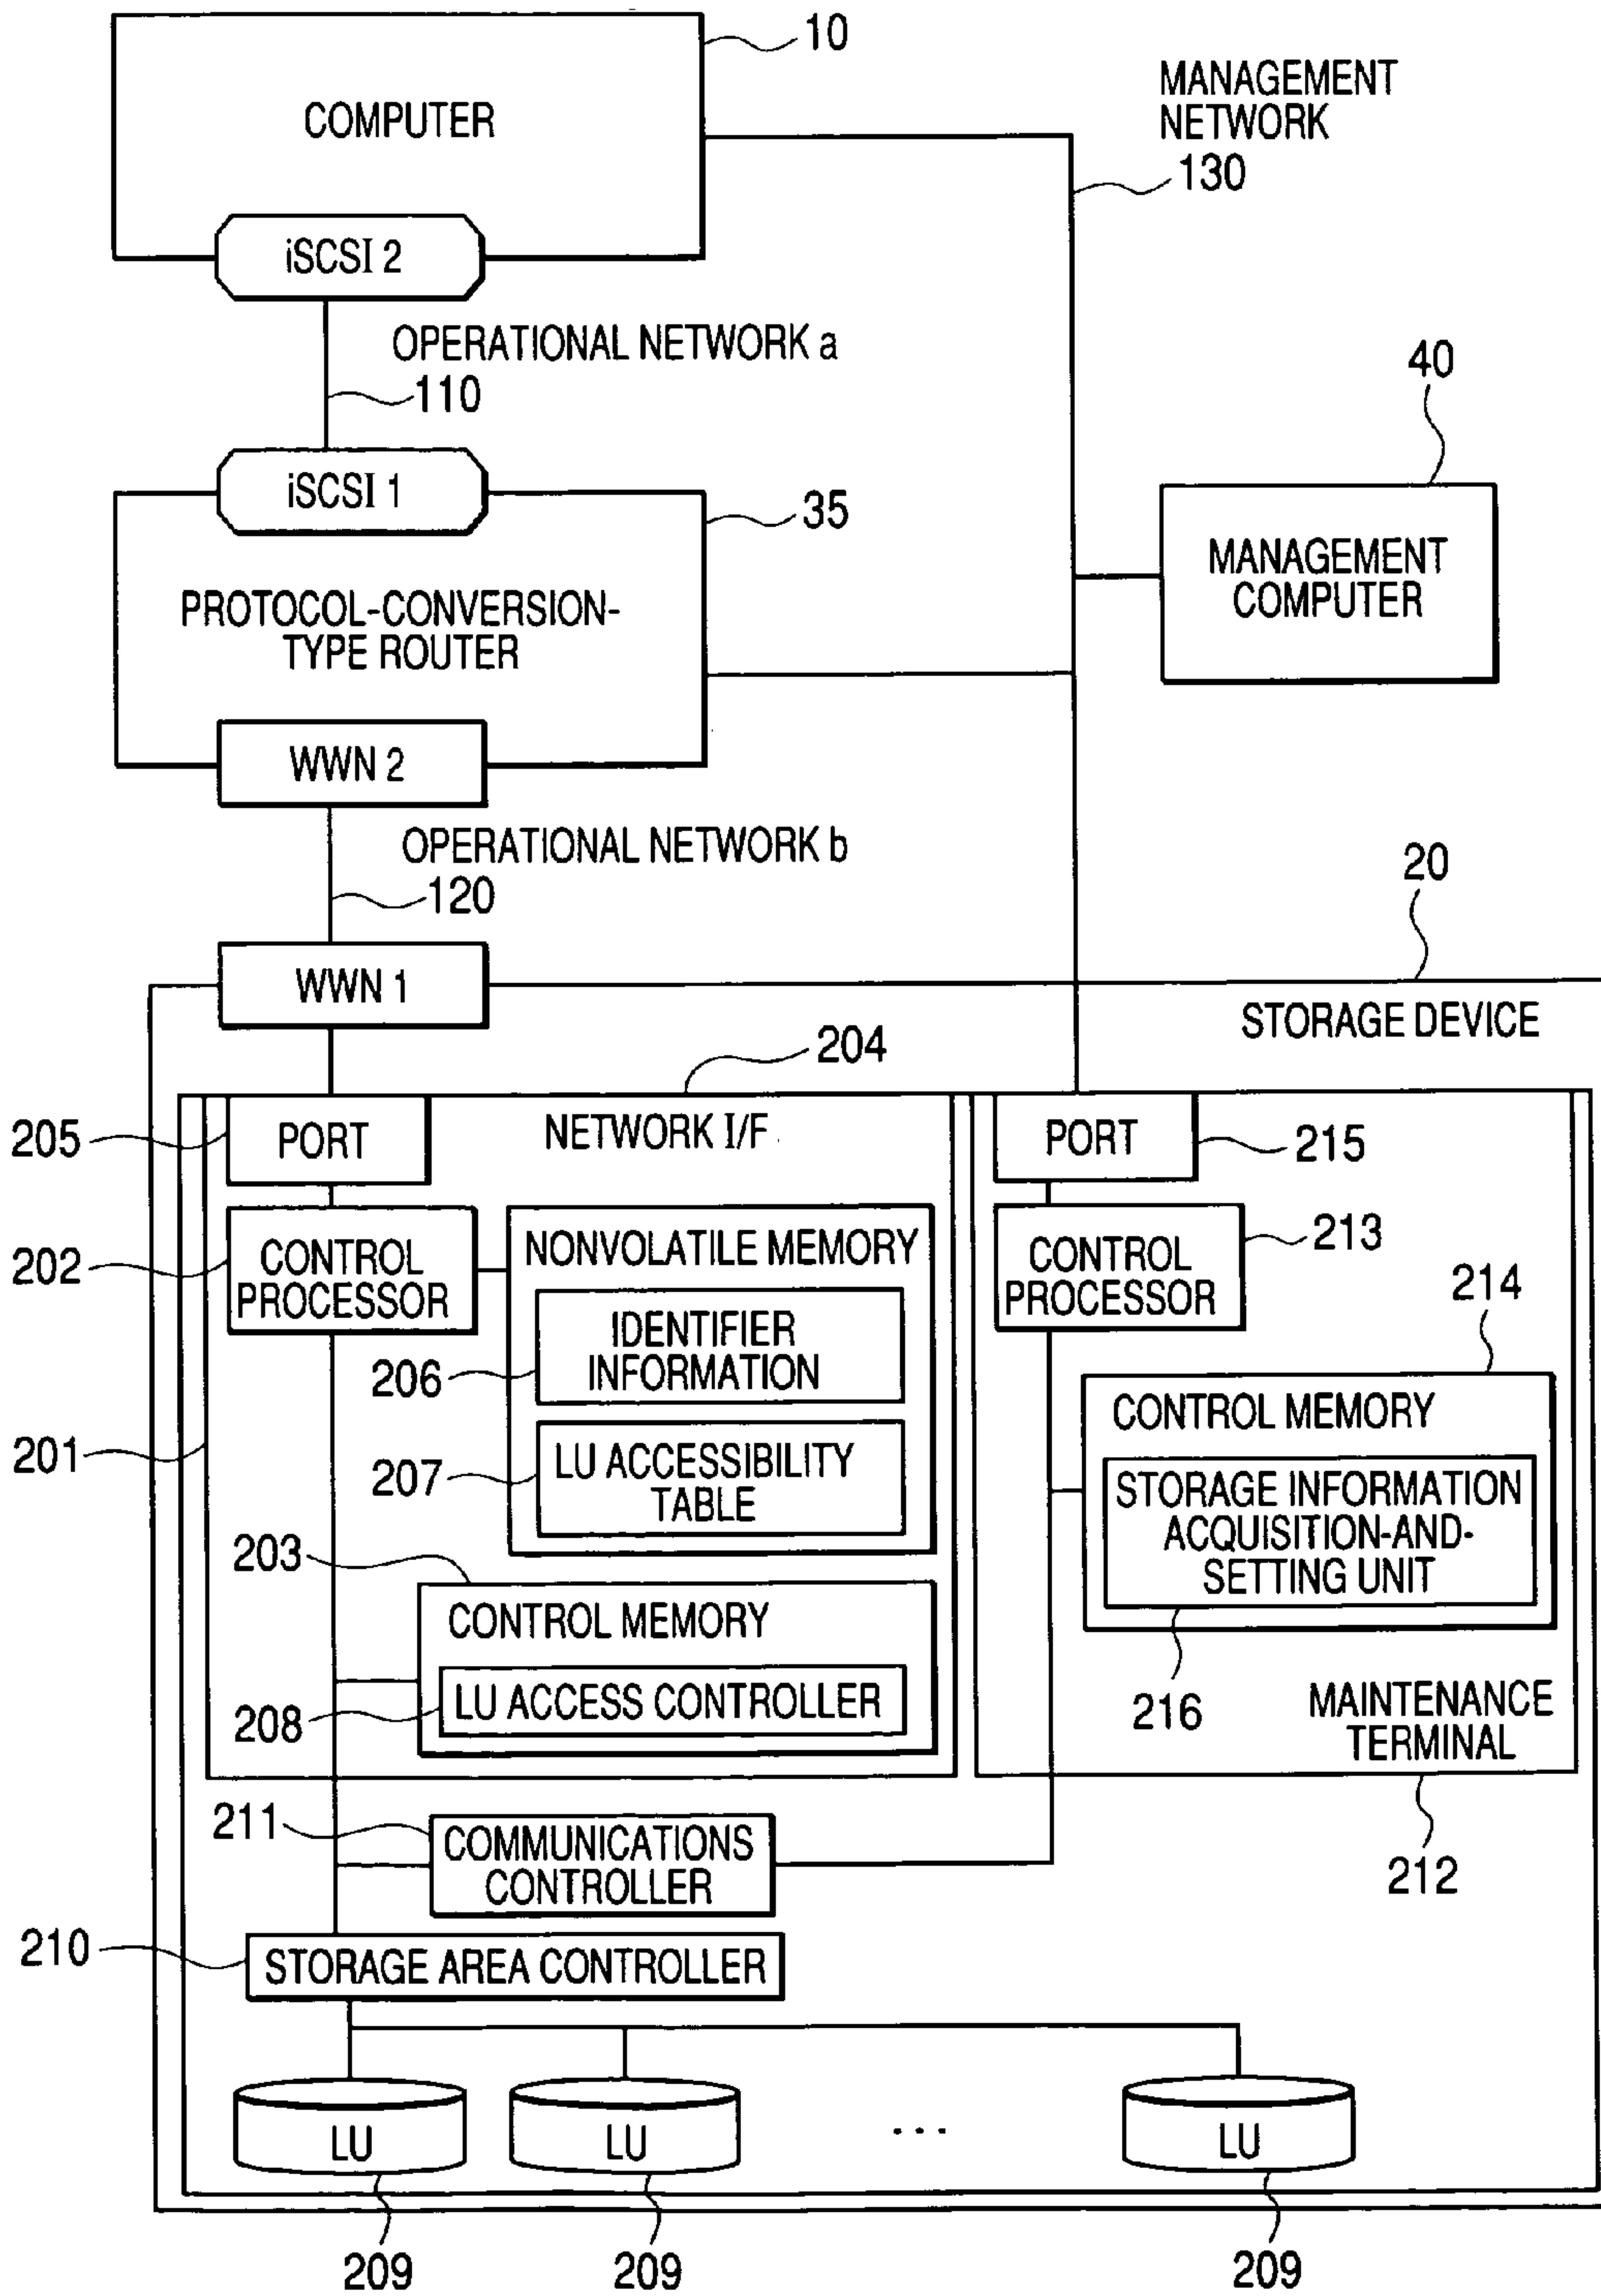 10
COMPUTER
MANAGEMENT
NETWORK
130
iSCSI 2
OPERATIONAL NETWORK a
110
40
iSCSI 1
35
MANAGEMENT
COMPUTER
PROTOCOL-CONVERSION-
TYPE ROUTER
WWN 2
OPERATIONAL NETWORK b
120
20
WWN 1
STORAGE DEVICE
204
205
PORT
NETWORK I/F
PORT
215
202
CONTROL
PROCESSOR
NONVOLATILE MEMORY
CONTROL
PROCESSOR
213
IDENTIFIER
INFORMATION
206
214
201
207
LU ACCESSIBILITY
TABLE
CONTROL MEMORY
STORAGE INFORMATION
ACQUISITION-AND-
SETTING UNIT
203
CONTROL MEMORY
208
LU ACCESS CONTROLLER
216
MAINTENANCE
TERMINAL
211
COMMUNICATIONS
CONTROLLER
212
210
STORAGE AREA CONTROLLER
LU
LU
...
LU
209
209
209